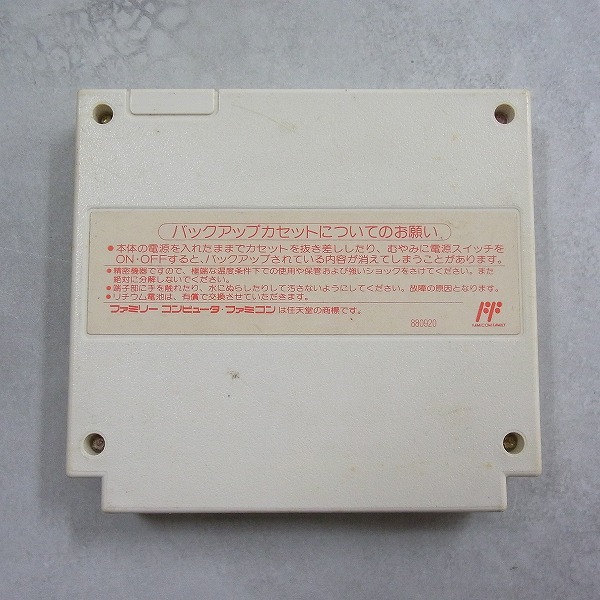 バックアップカセットについてのお願い
●本体の電源を入れたままでカセットを抜き差ししたり、むやみに電源スイッチを
ON・OFFすると、バックアップされている内容が消えてしまうことがあります。
●精密機器ですので、極端な温度条件下での使用や保管および強いショックをさけてください。また
絶対に分解しないでください。
●端子部に手を触れたり、水にぬらしたりして汚さないようにしてください。故障の原因となります。
●リチウム電池は、有償で交換させていただきます。
ファミリー コンピュータ・ファミコンは任天堂の商標です。
880920
FF
FAMICOM FAMILY